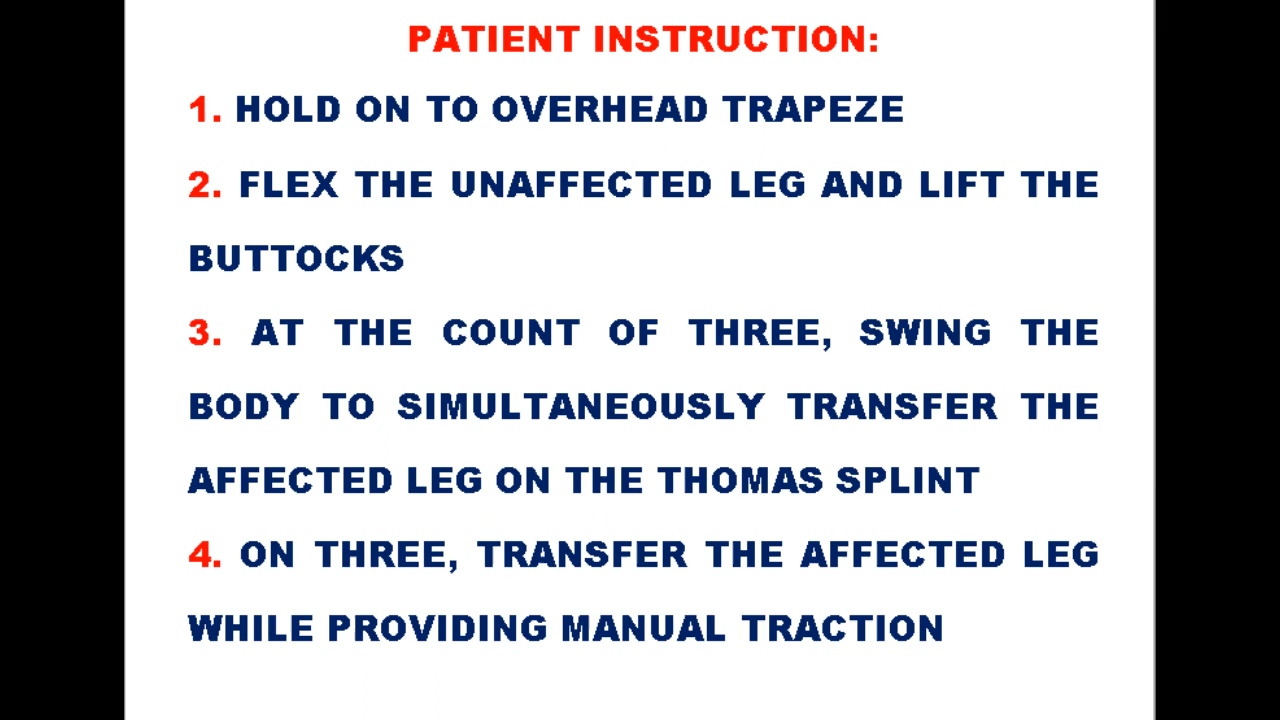 PATIENT INSTRUCTION:
1. HOLD ON TO OVERHEAD TRAPEZE
2. FLEX THE UNAFFECTED LEG AND LIFT THE
BUTTOCKS
3. AT THE COUNT OF THREE, SWING THE
BODY TO SIMULTANEOUSLY TRANSFER THE
AFFECTED LEG ON THE THOMAS SPLINT
4. ON THREE, TRANSFER THE AFFECTED LEG
WHILE PROVIDING MANUAL TRACTION